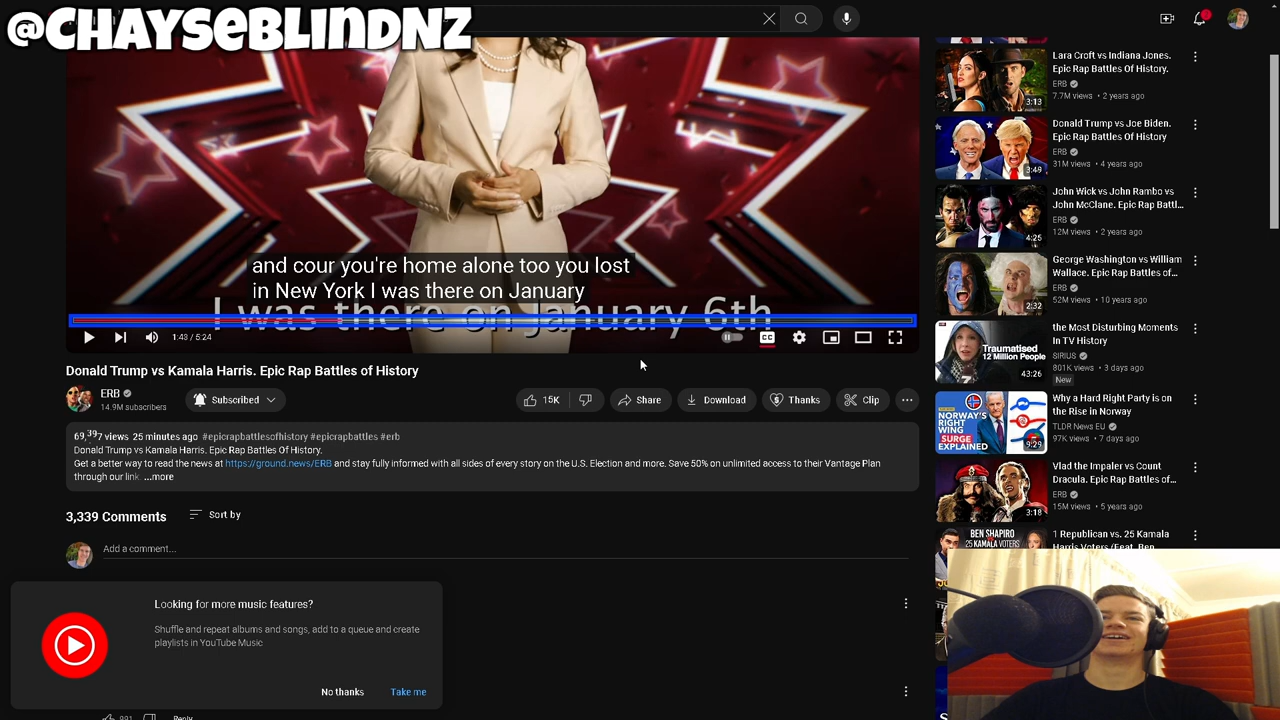 @CHAYSEBLINDNZ
and cour you're home alone too you lost
in New York I was there on January
I was there on January 6th
1:43 / 5:24
Donald Trump vs Kamala Harris. Epic Rap Battles of History
ERB
14.9M subscribers
Subscribed
15K
Share
Download
Thanks
Clip
views 25 minutes ago #epicrapbattlesofhistory #epicrapbattles #erb
Donald Trump vs Kamala Harris. Epic Rap Battles Of History.
Get a better way to read the news at https://ground.news/ERB and stay fully informed with all sides of every story on the U.S. Election and more. Save 50% on unlimited access to their Vantage Plan
through our link. ...more
3,339 Comments
Sort by
Add a comment...
Looking for more music features?
Shuffle and repeat albums and songs, add to a queue and create
playlists in YouTube Music
No thanks
Take me
991
Reply
Lara Croft vs Indiana Jones.
Epic Rap Battles Of History.
ERB
7.7M views • 2 years ago
3:13
Donald Trump vs Joe Biden.
Epic Rap Battles Of History
ERB
31M views • 4 years ago
3:49
John Wick vs John Rambo vs
John McClane. Epic Rap Battl...
ERB
12M views • 2 years ago
4:25
George Washington vs William
Wallace. Epic Rap Battles of...
ERB
52M views • 10 years ago
2:32
the Most Disturbing Moments
In TV History
SIRIUS
801K views • 3 days ago
New
Traumatised
12 Million People
43:26
Why a Hard Right Party is on
the Rise in Norway
TLDR News EU
97K views • 7 days ago
NORWAY'S
RIGHT
WING
SURGE
EXPLAINED
9:29
Vlad the Impaler vs Count
Dracula. Epic Rap Battles of...
ERB
15M views • 5 years ago
3:18
1 Republican vs. 25 Kamala
Harris Voters (Feat. Ben
BEN SHAPIRO
25 KAMALA VOTERS